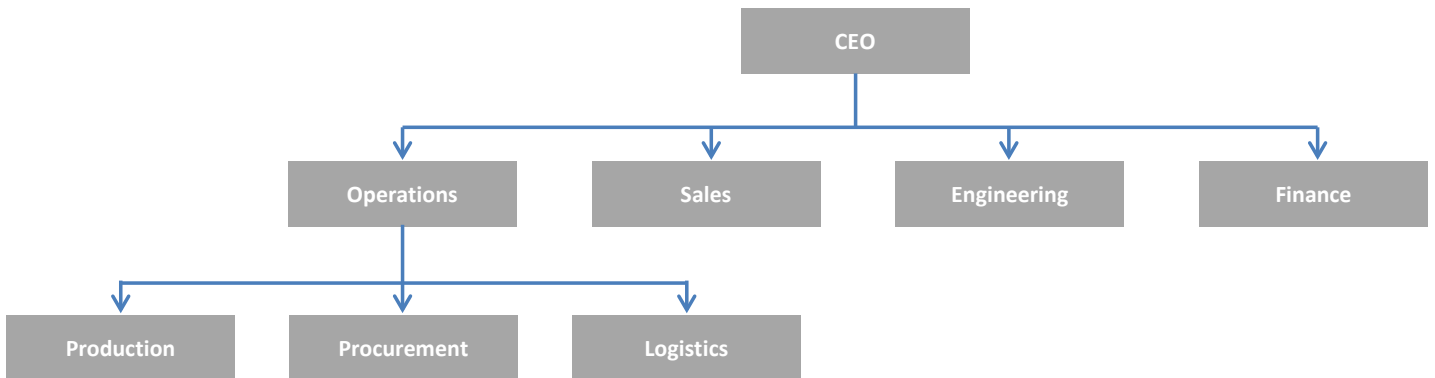 CEO
Operations
Sales
Engineering
Finance
Production
Procurement
Logistics